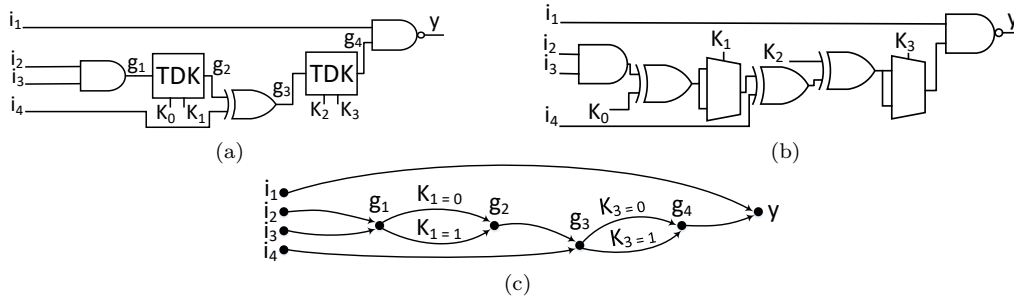 i1 y
g4
i2 g1 TDK g2 TDK
i3 g3
i4 K0 K1 K2 K3
(a)
i1 y
i2 K1 K2 K3
i3
K0
i4
(b)
i1
i2 g1 K1 = 0 g2 K3 = 0 g4 y
i3 K1 = 1 g3 K3 = 1
i4
(c)